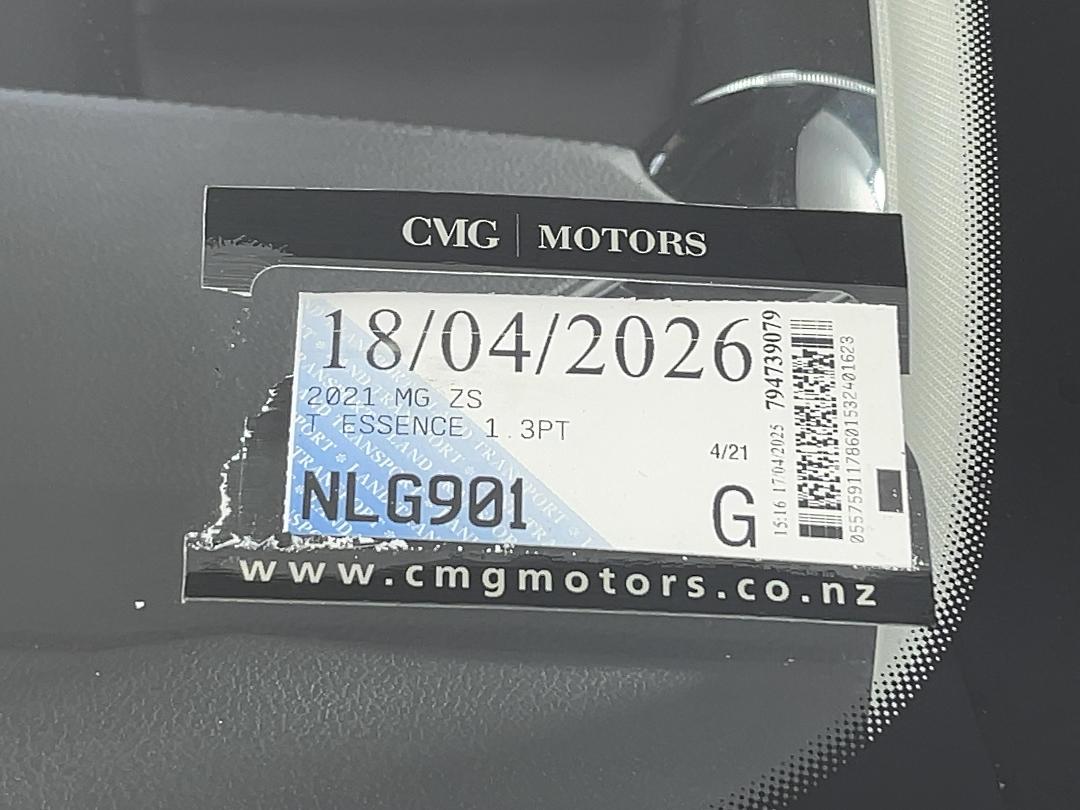 CMG | MOTORS
18/04/2026
2021 MG ZS
T ESSENCE 1.3PT
4/21
NLG901
G
15:16 17/04/2025 794739079
0557591178601532401623
www.cmgmotors.co.nz